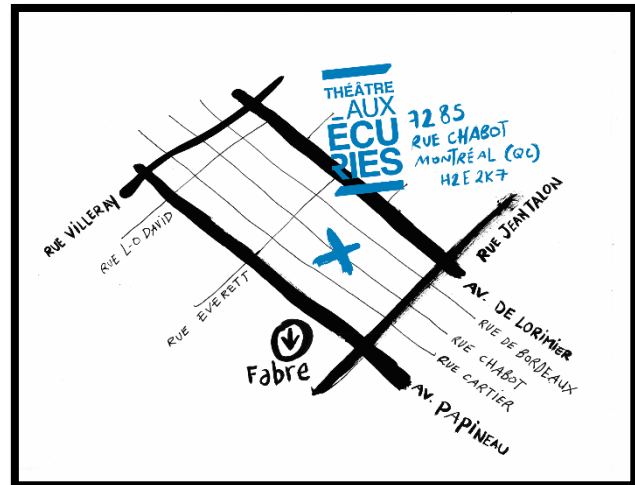 THÉÂTRE
AUX
ÉCU
RIES
7285
RUE CHABOT
MONTRÉAL (QC)
H2E 2K7
RUE VILLERAY
RUE L-O DAVID
RUE EVERETT
RUE JEAN TALON
AV. DE LORIMIER
RUE DE BORDEAUX
RUE CHABOT
RUE CARTIER
AV. PAPINEAU
Fabre